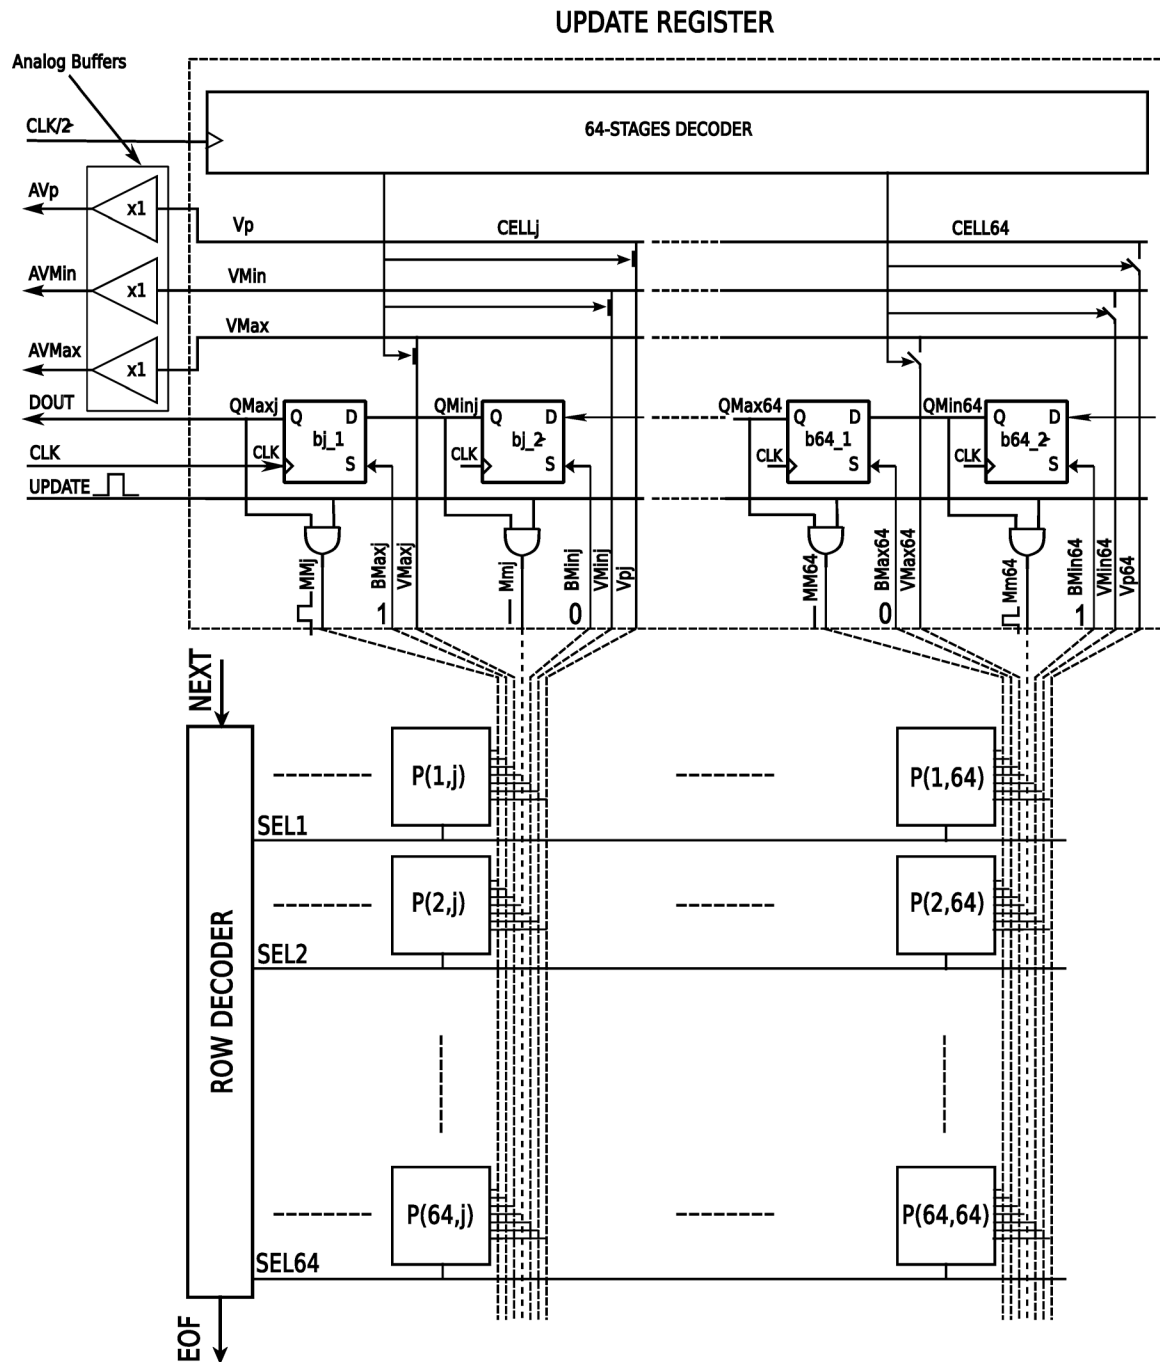 UPDATE REGISTER
Analog Buffers
CLK/2
64-STAGES DECODER
AVp
x1
Vp
CELLj
CELL64
AVMin
x1
VMin
AVMax
x1
VMax
DOUT
QMaxj
Q
D
bj_1
CLK
S
QMinj
Q
D
bj_2
CLK
S
QMax64
Q
D
b64_1
CLK
S
QMin64
Q
D
b64_2
CLK
S
CLK
UPDATE
MMj
1
BMaxj
VMaxj
Mmj
0
BMinj
VMinj
Vpj
MM64
0
BMax64
VMax64
Mm64
1
BMin64
VMin64
Vp64
NEXT
P(1,j)
P(1,64)
SEL1
P(2,j)
P(2,64)
SEL2
ROW DECODER
P(64,j)
P(64,64)
SEL64
EOF